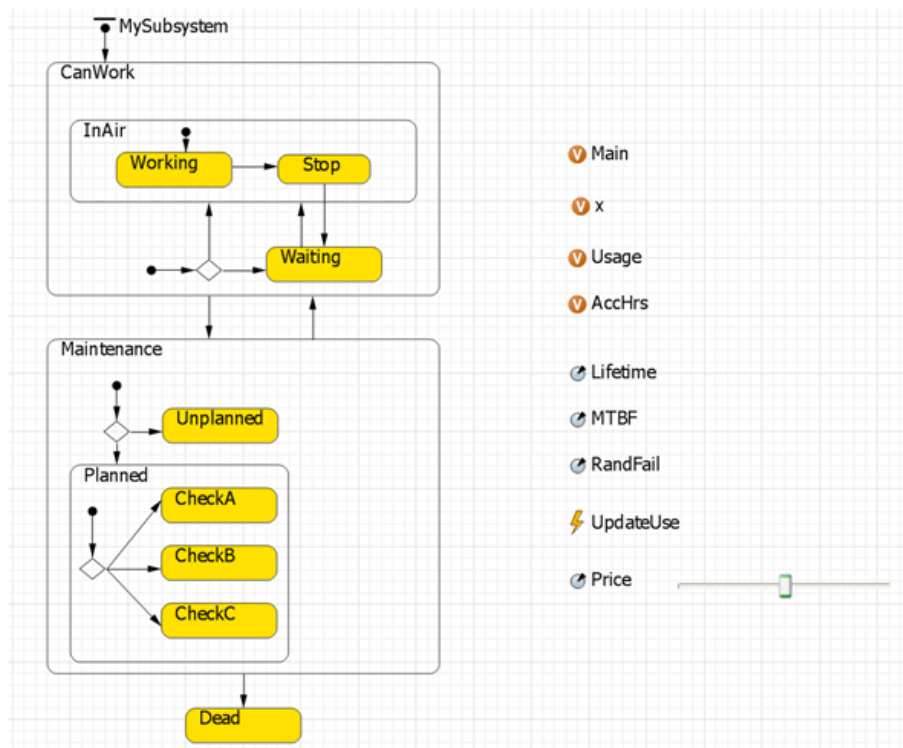 MySubsystem
CanWork
InAir
Working
Stop
Waiting
Maintenance
Unplanned
Planned
CheckA
CheckB
CheckC
Dead
V Main
V x
V Usage
V AccHrs
Lifetime
MTBF
RandFail
UpdateUse
Price